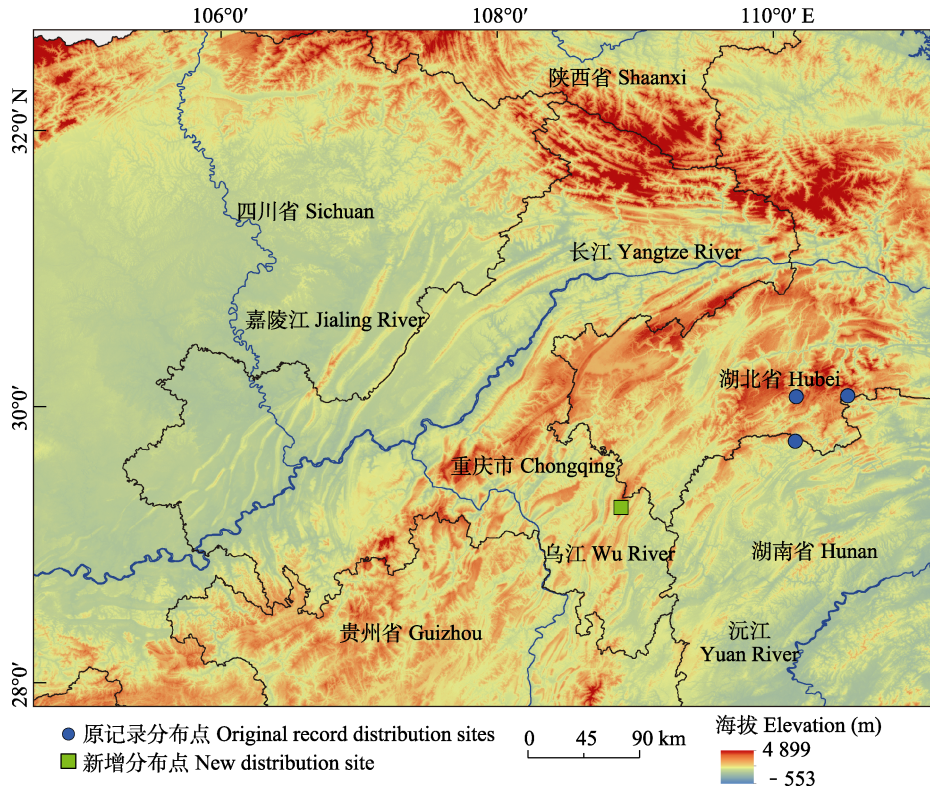 106°0′ 108°0′ 110°0′ E
32°0′ N
30°0′
28°0′
陕西省 Shaanxi
四川省 Sichuan
长江 Yangtze River
嘉陵江 Jialing River
湖北省 Hubei
重庆市 Chongqing
乌江 Wu River
湖南省 Hunan
贵州省 Guizhou
沅江
Yuan River
原记录分布点 Original record distribution sites
新增分布点 New distribution site
0 45 90 km
海拔 Elevation (m)
4 899
- 553